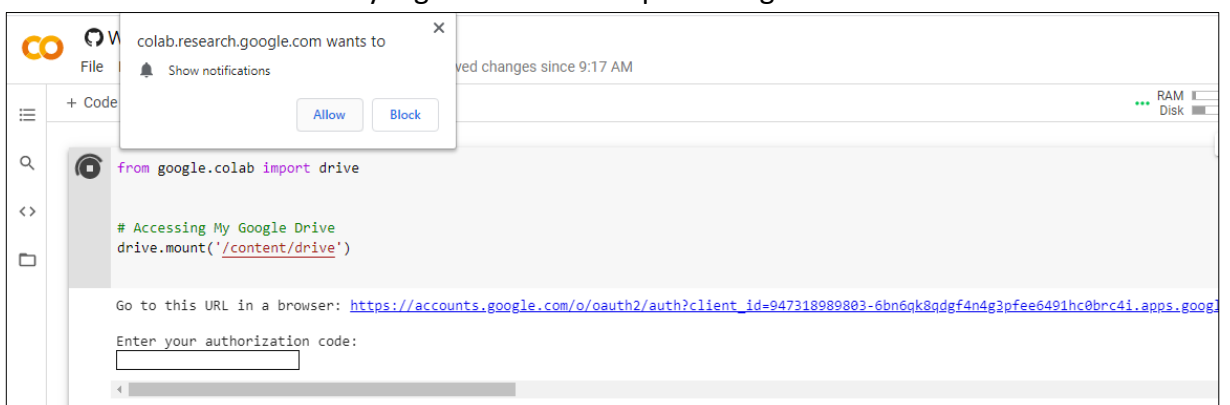 W
colab.research.google.com wants to
Show notifications
Allow
Block
File
ved changes since 9:17 AM
+ Code
RAM
Disk
from google.colab import drive
# Accessing My Google Drive
drive.mount('/content/drive')
Go to this URL in a browser: https://accounts.google.com/o/oauth2/auth?client_id=947318989803-6bn6qk8qdgf4n4g3pfee6491hc0brc4i.apps.googl
Enter your authorization code: